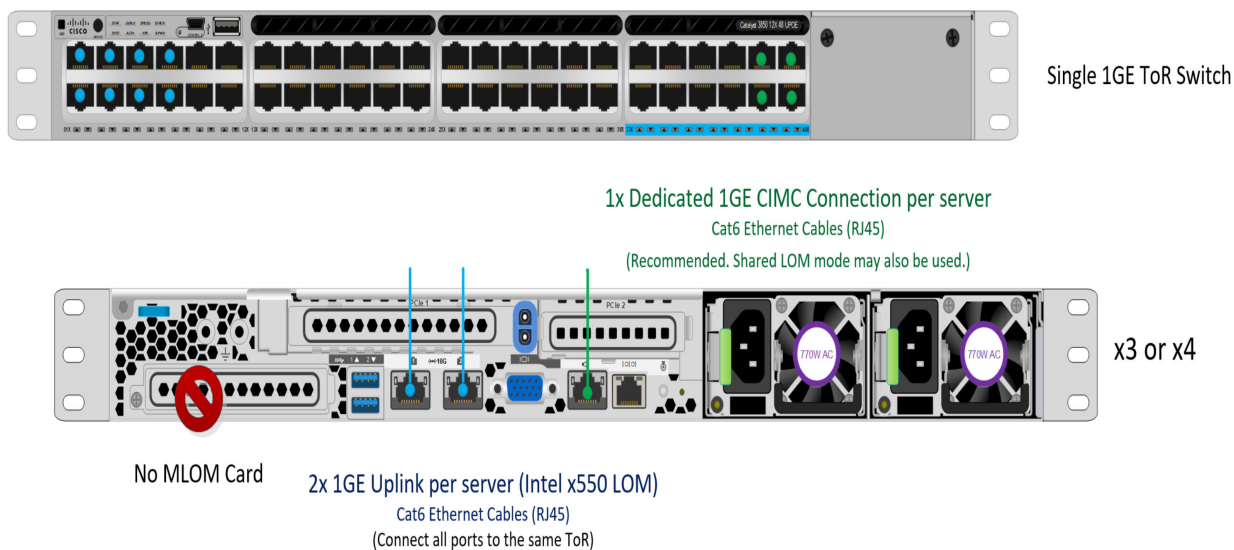 CISCO
CONSOLE
Catalyst 3850 12X 48 UPOE
Single 1GE ToR Switch
1x Dedicated 1GE CIMC Connection per server
Cat6 Ethernet Cables (RJ45)
(Recommended. Shared LOM mode may also be used.)
PCIe 1
PCIe 2
10G
770W AC
770W AC
x3 or x4
No MLOM Card
2x 1GE Uplink per server (Intel x550 LOM)
Cat6 Ethernet Cables (RJ45)
(Connect all ports to the same ToR)